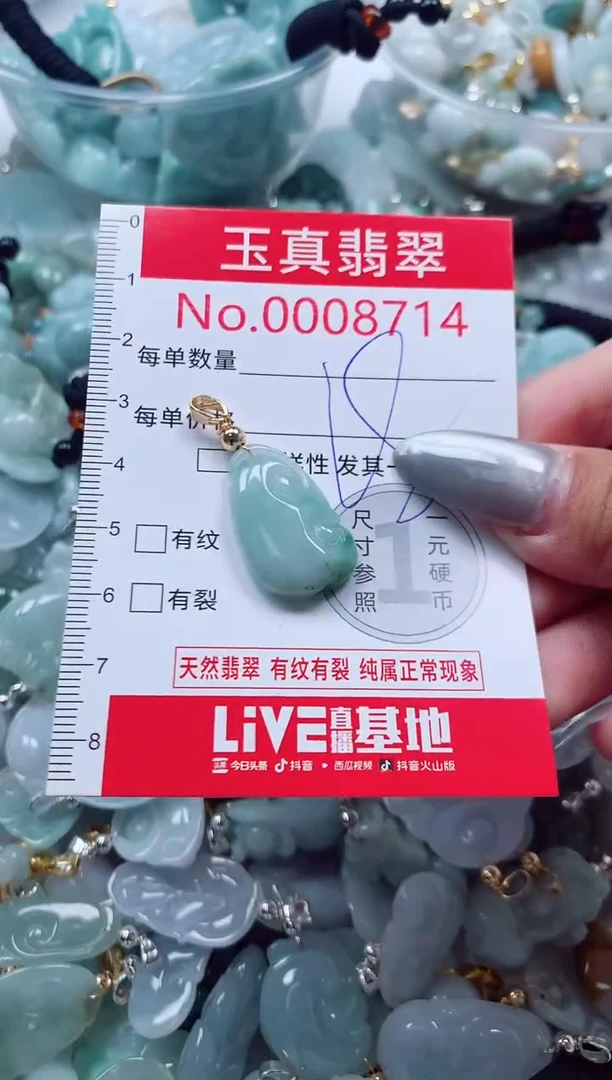 0
玉真翡翠
1
No.0008714
2
每单数量
3
每单价格
4
样性 发其一
5
有纹
尺寸参照
1
一元硬币
6
有裂
7
天然翡翠 有纹有裂 纯属正常现象
8
LiVE直播基地
今日头条 抖音 西瓜视频 抖音火山版